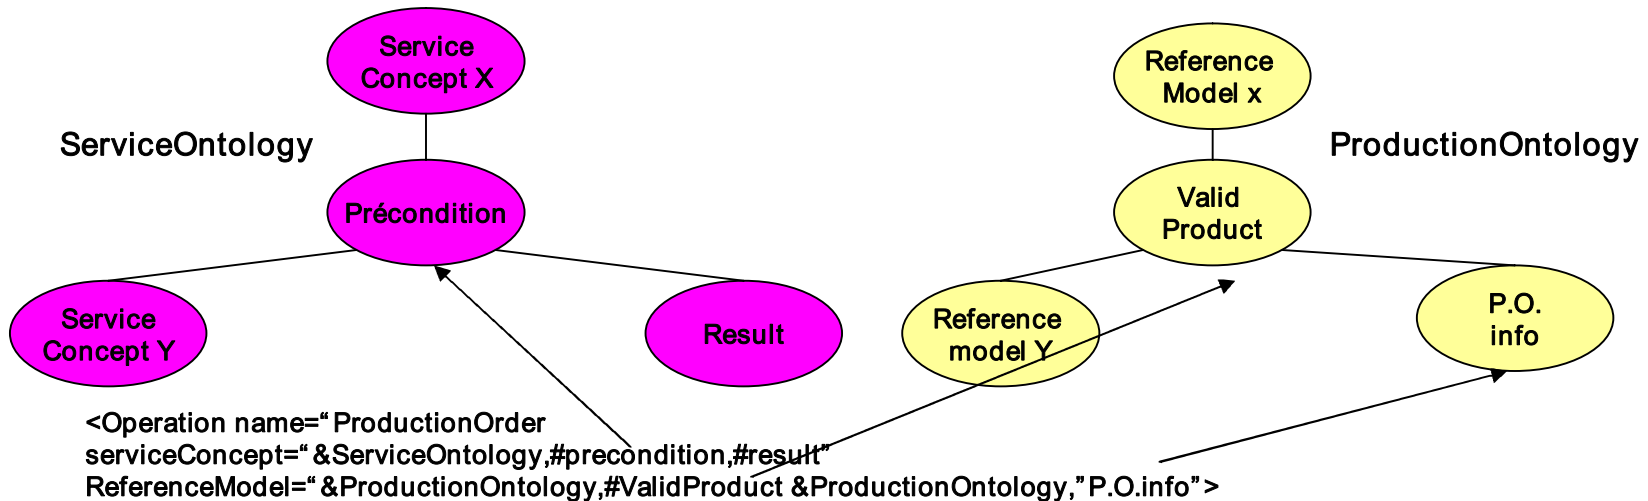 Service
Concept X
Reference
Model x
ServiceOntology
ProductionOntology
Précondition
Valid
Product
Service
Concept Y
Result
Reference
model Y
P.O.
info
<Operation name=“ProductionOrder
serviceConcept=“&ServiceOntology,#precondition,#result”
ReferenceModel=“&ProductionOntology,#ValidProduct &ProductionOntology,”P.O.info”>